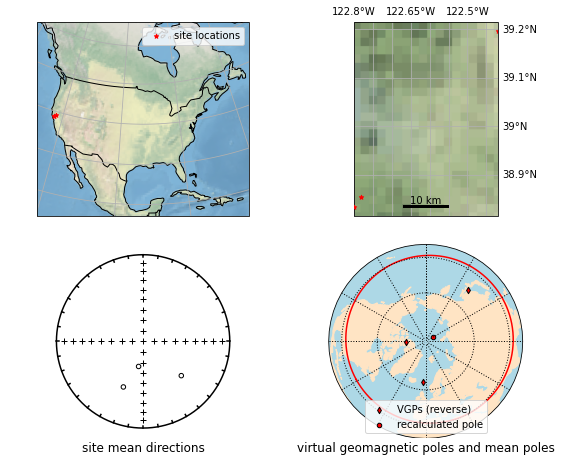 site locations
122.8°W 122.65°W 122.5°W
39.2°N
39.1°N
39°N
38.9°N
10 km
VGPs (reverse)
recalculated pole
site mean directions
virtual geomagnetic poles and mean poles